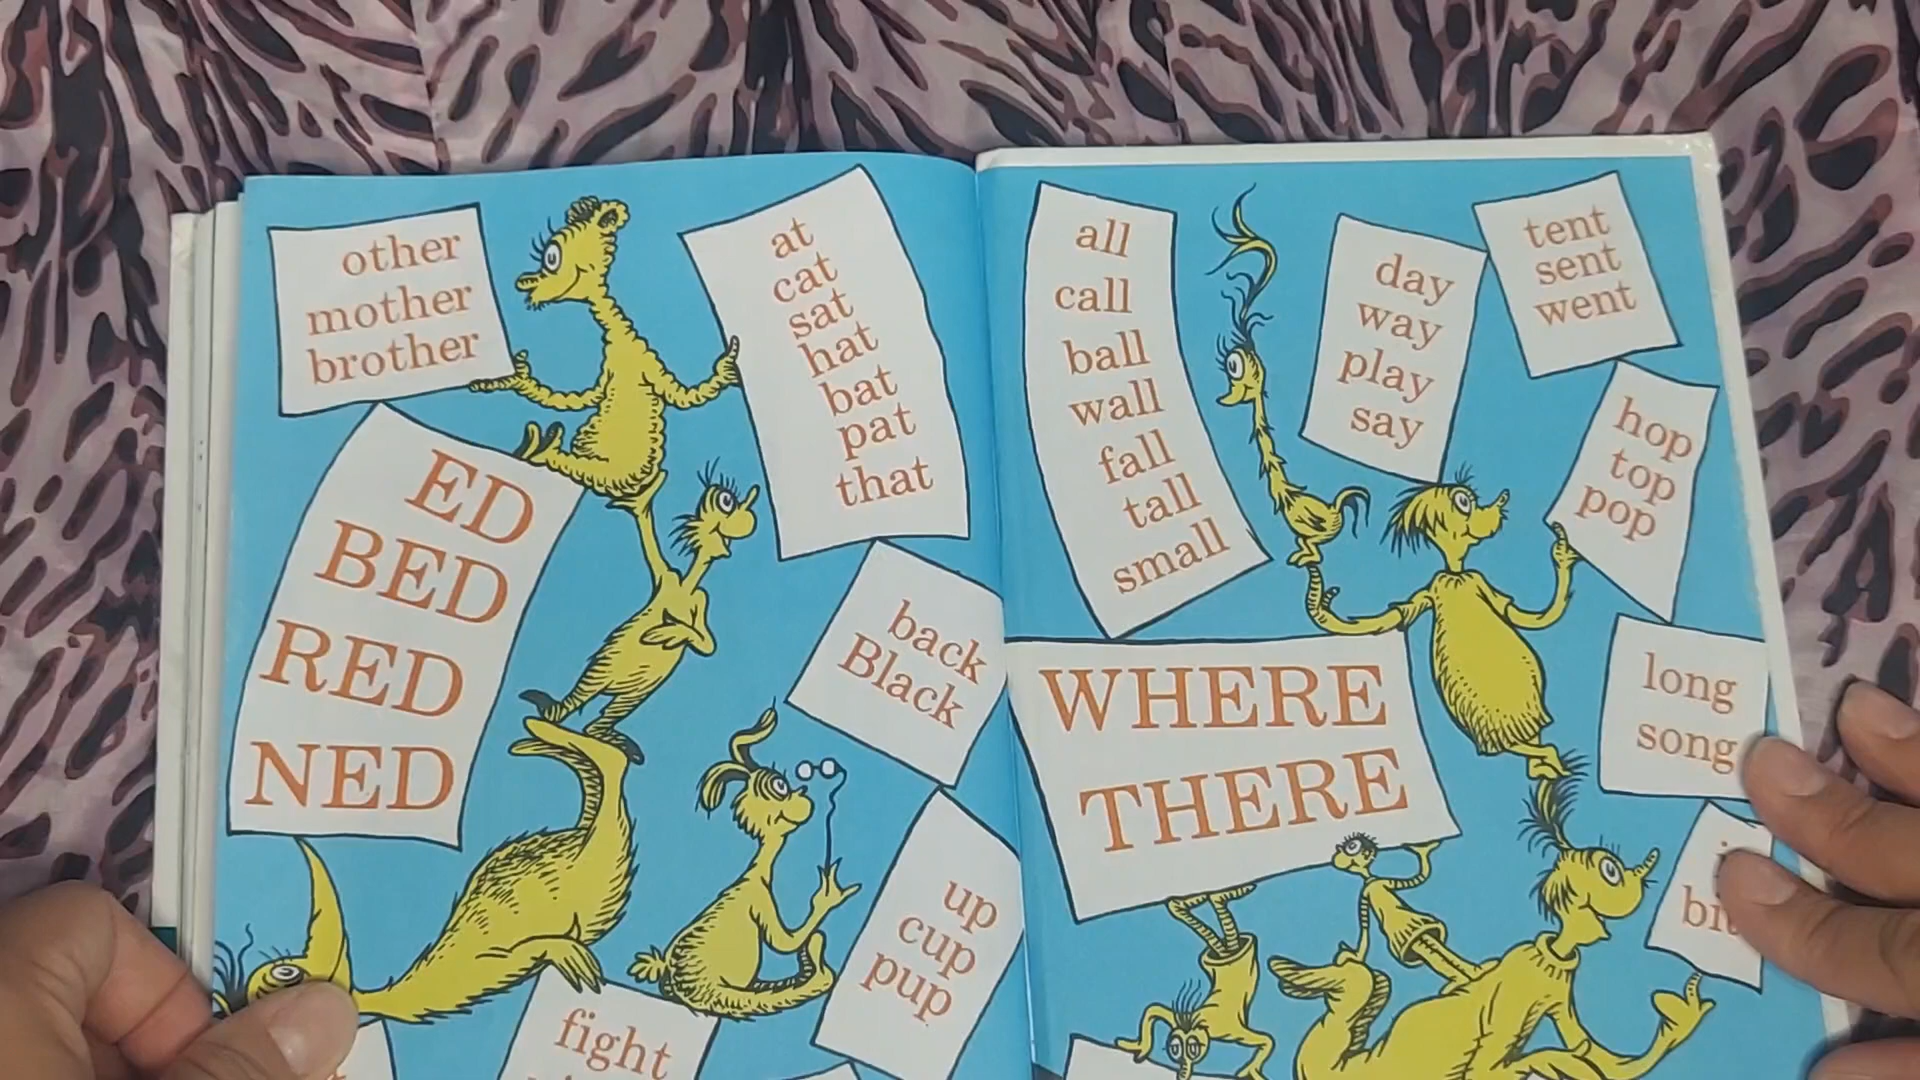 other
mother
brother
at
cat
sat
hat
bat
pat
that
ED
BED
RED
NED
back
Black
up
cup
pup
fight
all
call
ball
wall
fall
tall
small
day
way
play
say
tent
sent
went
hop
top
pop
WHERE
THERE
long
song